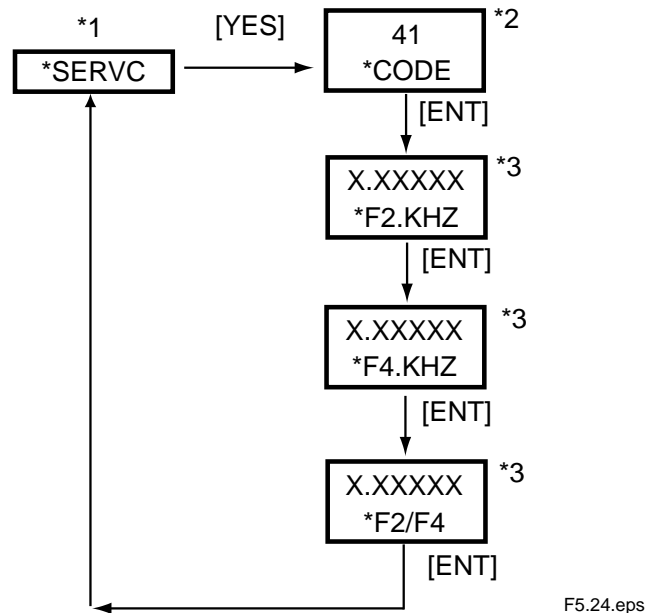 *1
[YES]
*2
*SERVC
41
*CODE
[ENT]
X.XXXXX
*3
*F2.KHZ
[ENT]
X.XXXXX
*3
*F4.KHZ
[ENT]
X.XXXXX
*3
*F2/F4
[ENT]
F5.24.eps